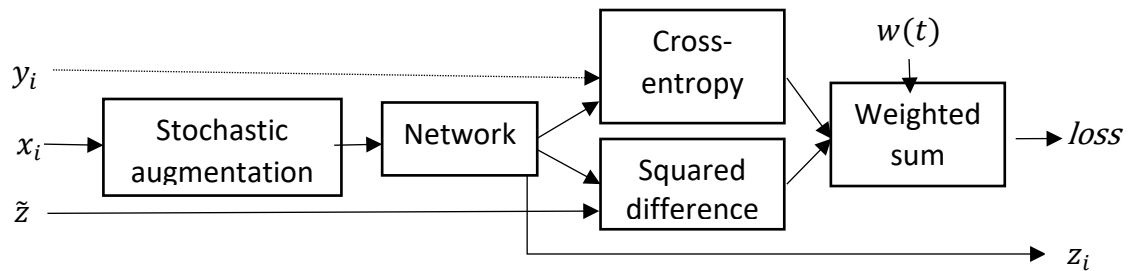 Cross-
entropy
w(t)
y_i
x_i
Stochastic
augmentation
Network
Weighted
sum
loss
z̃
Squared
difference
z_i